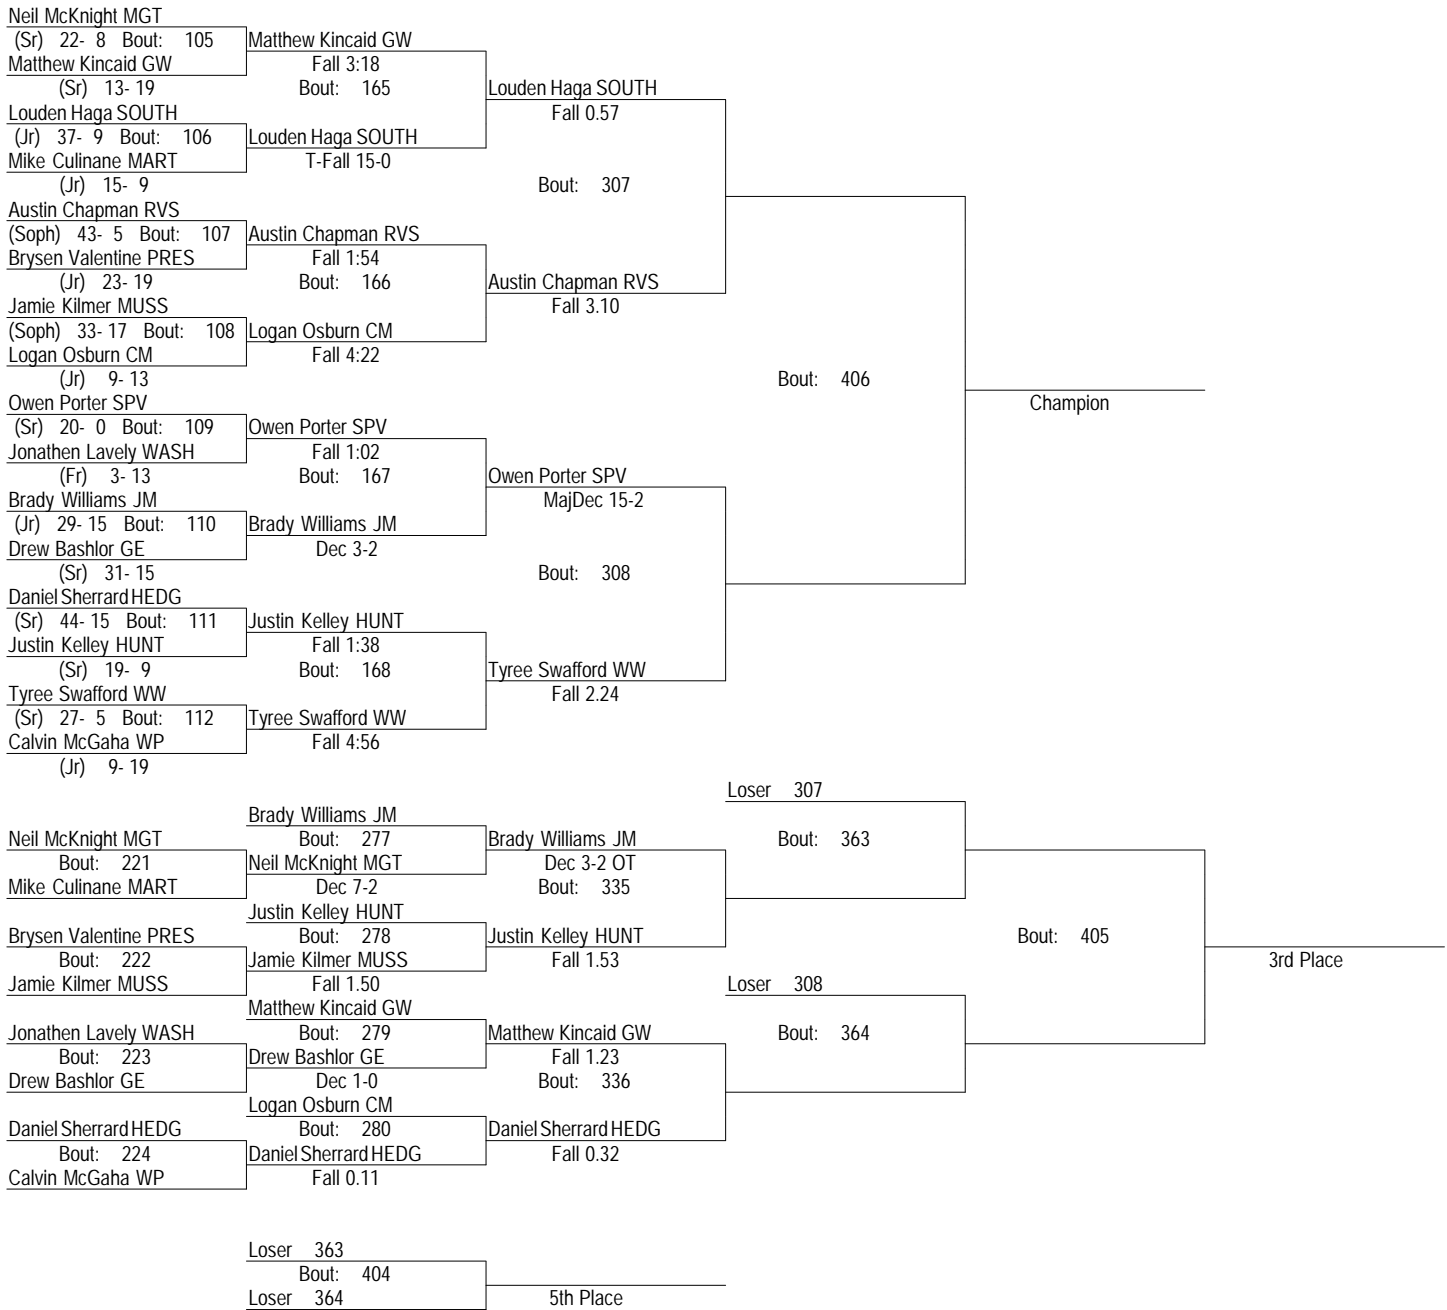 Neil McKnight MGT
(Sr) 22- 8 Bout: 105 Matthew Kincaid GW
Matthew Kincaid GW Fall 3:18
(Sr) 13- 19 Bout: 165 Louden Haga SOUTH
Louden Haga SOUTH Fall 0.57
(Jr) 37- 9 Bout: 106 Louden Haga SOUTH
Mike Culinane MART T-Fall 15-0
(Jr) 15- 9 Bout: 307
Austin Chapman RVS
(Soph) 43- 5 Bout: 107 Austin Chapman RVS
Brysen Valentine PRES Fall 1:54
(Jr) 23- 19 Bout: 166 Austin Chapman RVS
Jamie Kilmer MUSS Fall 3.10
(Soph) 33- 17 Bout: 108 Logan Osburn CM
Logan Osburn CM Fall 4:22
(Jr) 9- 13 Bout: 406
Owen Porter SPV Champion
(Sr) 20- 0 Bout: 109 Owen Porter SPV
Jonathen Lavely WASH Fall 1:02
(Fr) 3- 13 Bout: 167 Owen Porter SPV
Brady Williams JM MajDec 15-2
(Jr) 29- 15 Bout: 110 Brady Williams JM
Drew Bashlor GE Dec 3-2
(Sr) 31- 15 Bout: 308
Daniel Sherrard HEDG
(Sr) 44- 15 Bout: 111 Justin Kelley HUNT
Justin Kelley HUNT Fall 1:38
(Sr) 19- 9 Bout: 168 Tyree Swafford WW
Tyree Swafford WW Fall 2.24
(Sr) 27- 5 Bout: 112 Tyree Swafford WW
Calvin McGaha WP Fall 4:56
(Jr) 9- 19
Loser 307
Brady Williams JM
Neil McKnight MGT Bout: 277 Brady Williams JM Bout: 363
Bout: 221 Neil McKnight MGT Dec 3-2 OT
Mike Culinane MART Dec 7-2 Bout: 335
Justin Kelley HUNT
Brysen Valentine PRES Bout: 278 Justin Kelley HUNT Bout: 405
Bout: 222 Jamie Kilmer MUSS Fall 1.53 3rd Place
Jamie Kilmer MUSS Fall 1.50 Loser 308
Matthew Kincaid GW
Jonathen Lavely WASH Bout: 279 Matthew Kincaid GW Bout: 364
Bout: 223 Drew Bashlor GE Fall 1.23
Drew Bashlor GE Dec 1-0 Bout: 336
Logan Osburn CM
Daniel Sherrard HEDG Bout: 280 Daniel Sherrard HEDG
Bout: 224 Daniel Sherrard HEDG Fall 0.32
Calvin McGaha WP Fall 0.11
Loser 363
Bout: 404
Loser 364 5th Place